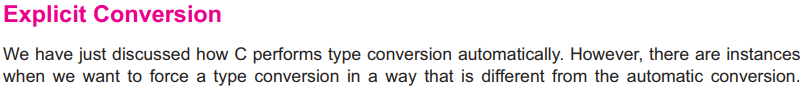 Explicit Conversion
We have just discussed how C performs type conversion automatically. However, there are instances
when we want to force a type conversion in a way that is different from the automatic conversion.